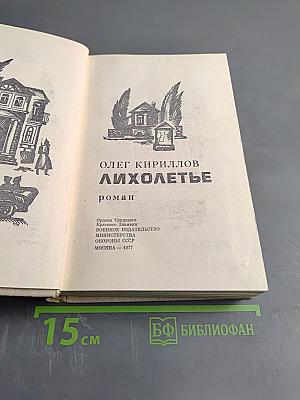 ОЛЕГ КИРИЛЛОВ
ЛИХОЛЕТЬЕ
роман
Ордена Трудового
Красного Знамени
ВОЕННОЕ ИЗДАТЕЛЬСТВО
МИНИСТЕРСТВА
ОБОРОНЫ СССР
МОСКВА — 1977
15 см
БФ БИБЛИОФАН